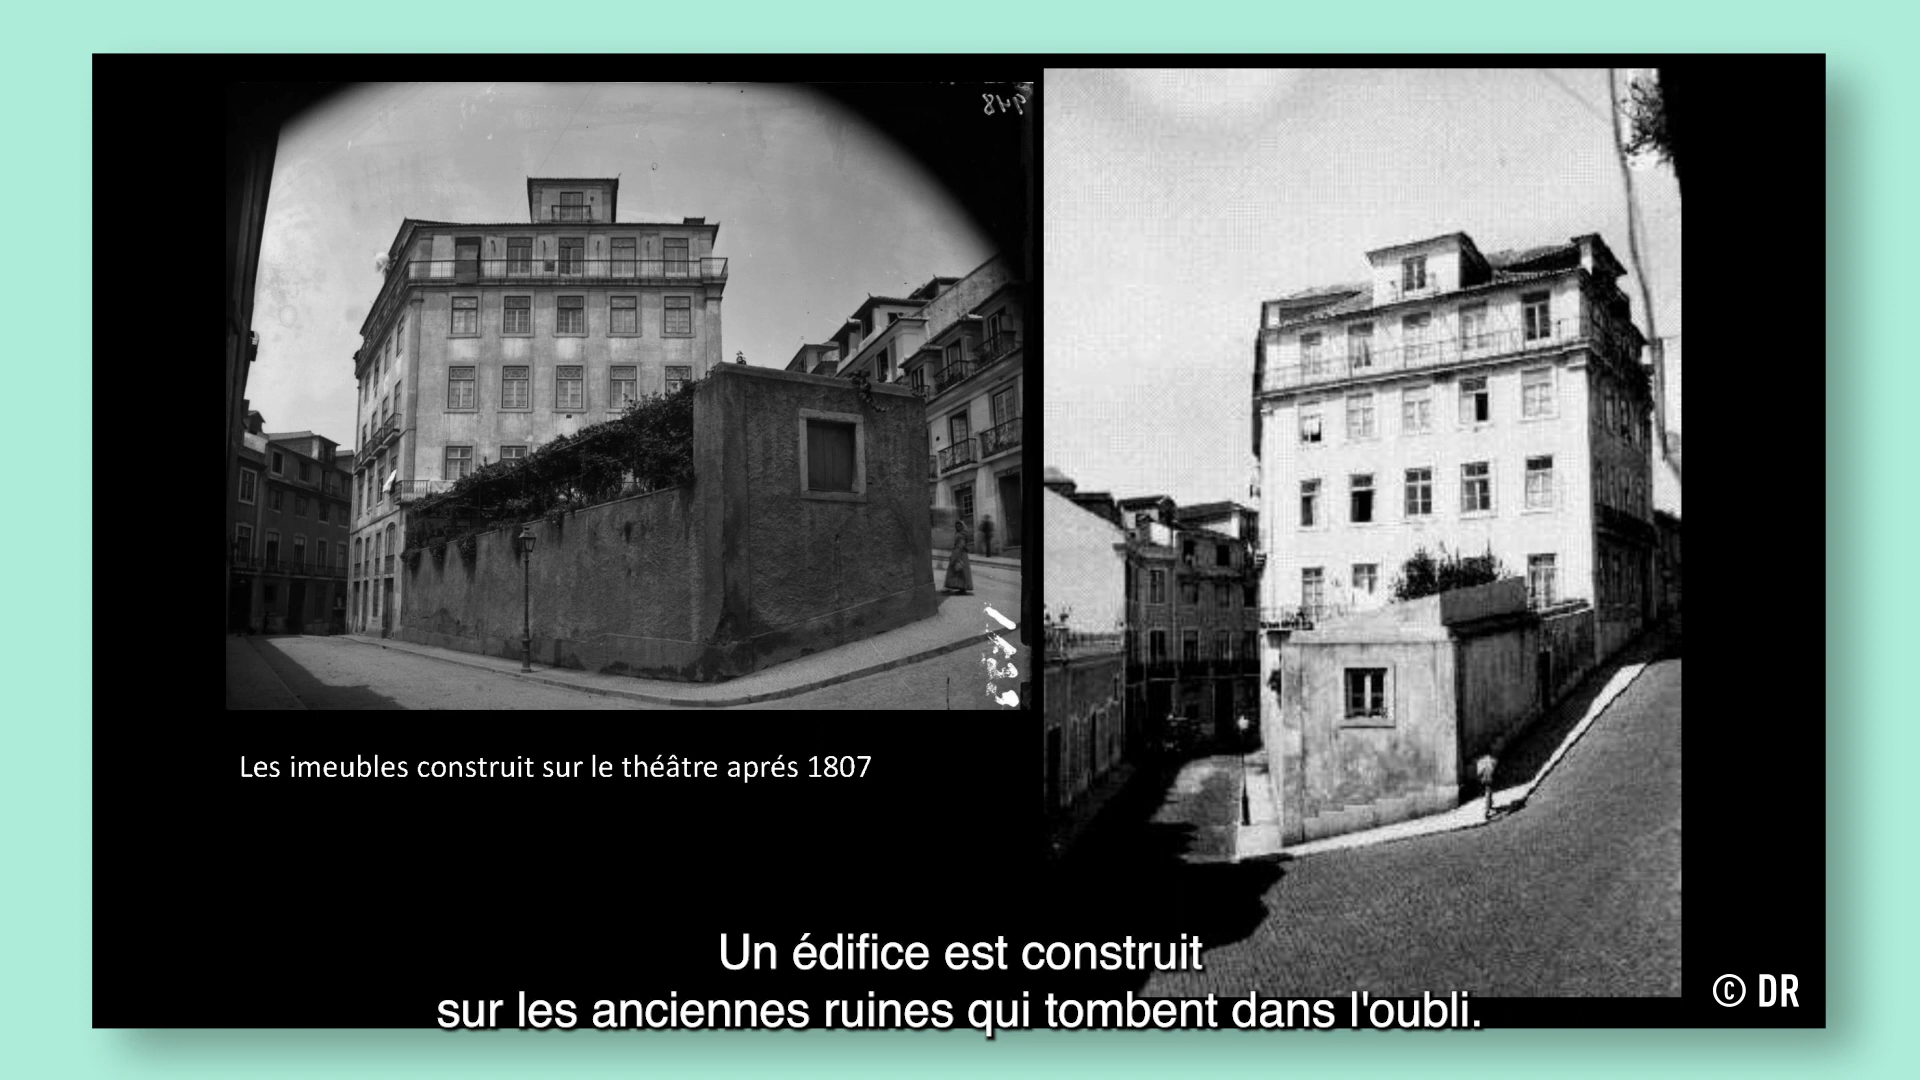 Les imeubles construit sur le théâtre aprés 1807
Un édifice est construit
sur les anciennes ruines qui tombent dans l'oubli.
© DR